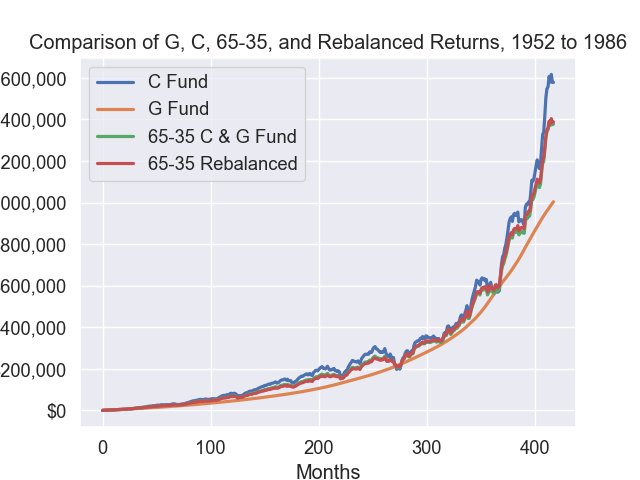 Comparison of G, C, 65-35, and Rebalanced Returns, 1952 to 1986
C Fund
G Fund
65-35 C & G Fund
65-35 Rebalanced
600,000
400,000
200,000
000,000
800,000
600,000
400,000
200,000
$0
0 100 200 300 400
Months